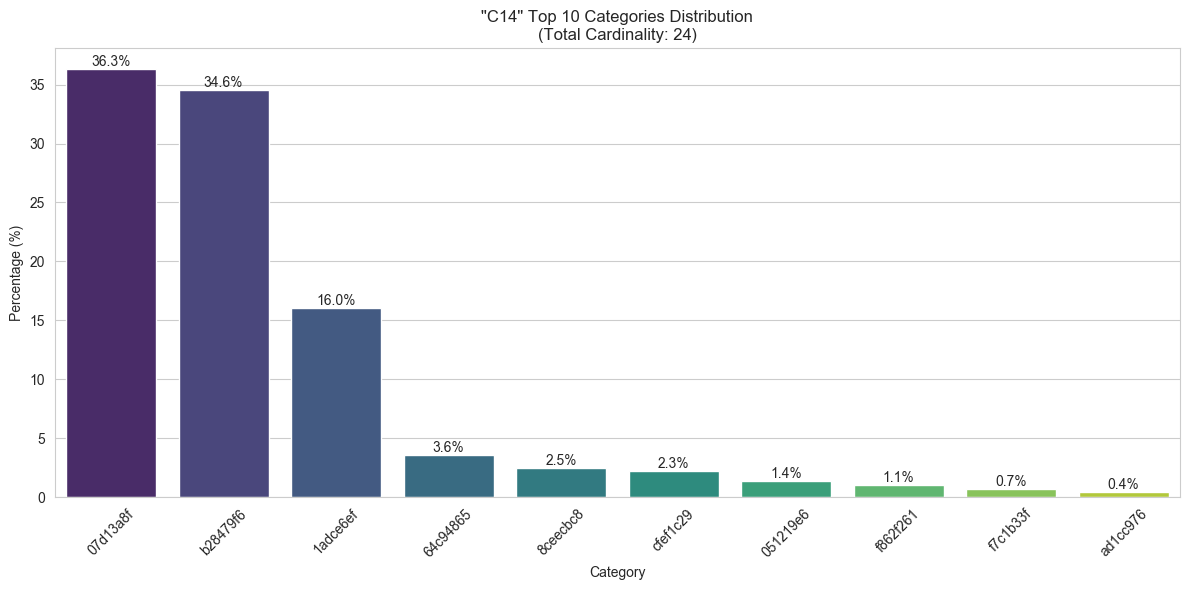 "C14" Top 10 Categories Distribution
(Total Cardinality: 24)
Percentage (%)
35
30
25
20
15
10
5
0
36.3%
34.6%
16.0%
3.6%
2.5%
2.3%
1.4%
1.1%
0.7%
0.4%
07d13a8f
b28479f6
1adce6ef
64c94865
8ceecbc8
cfef1c29
051219e6
f862f261
f7c1b33f
ad1cc976
Category